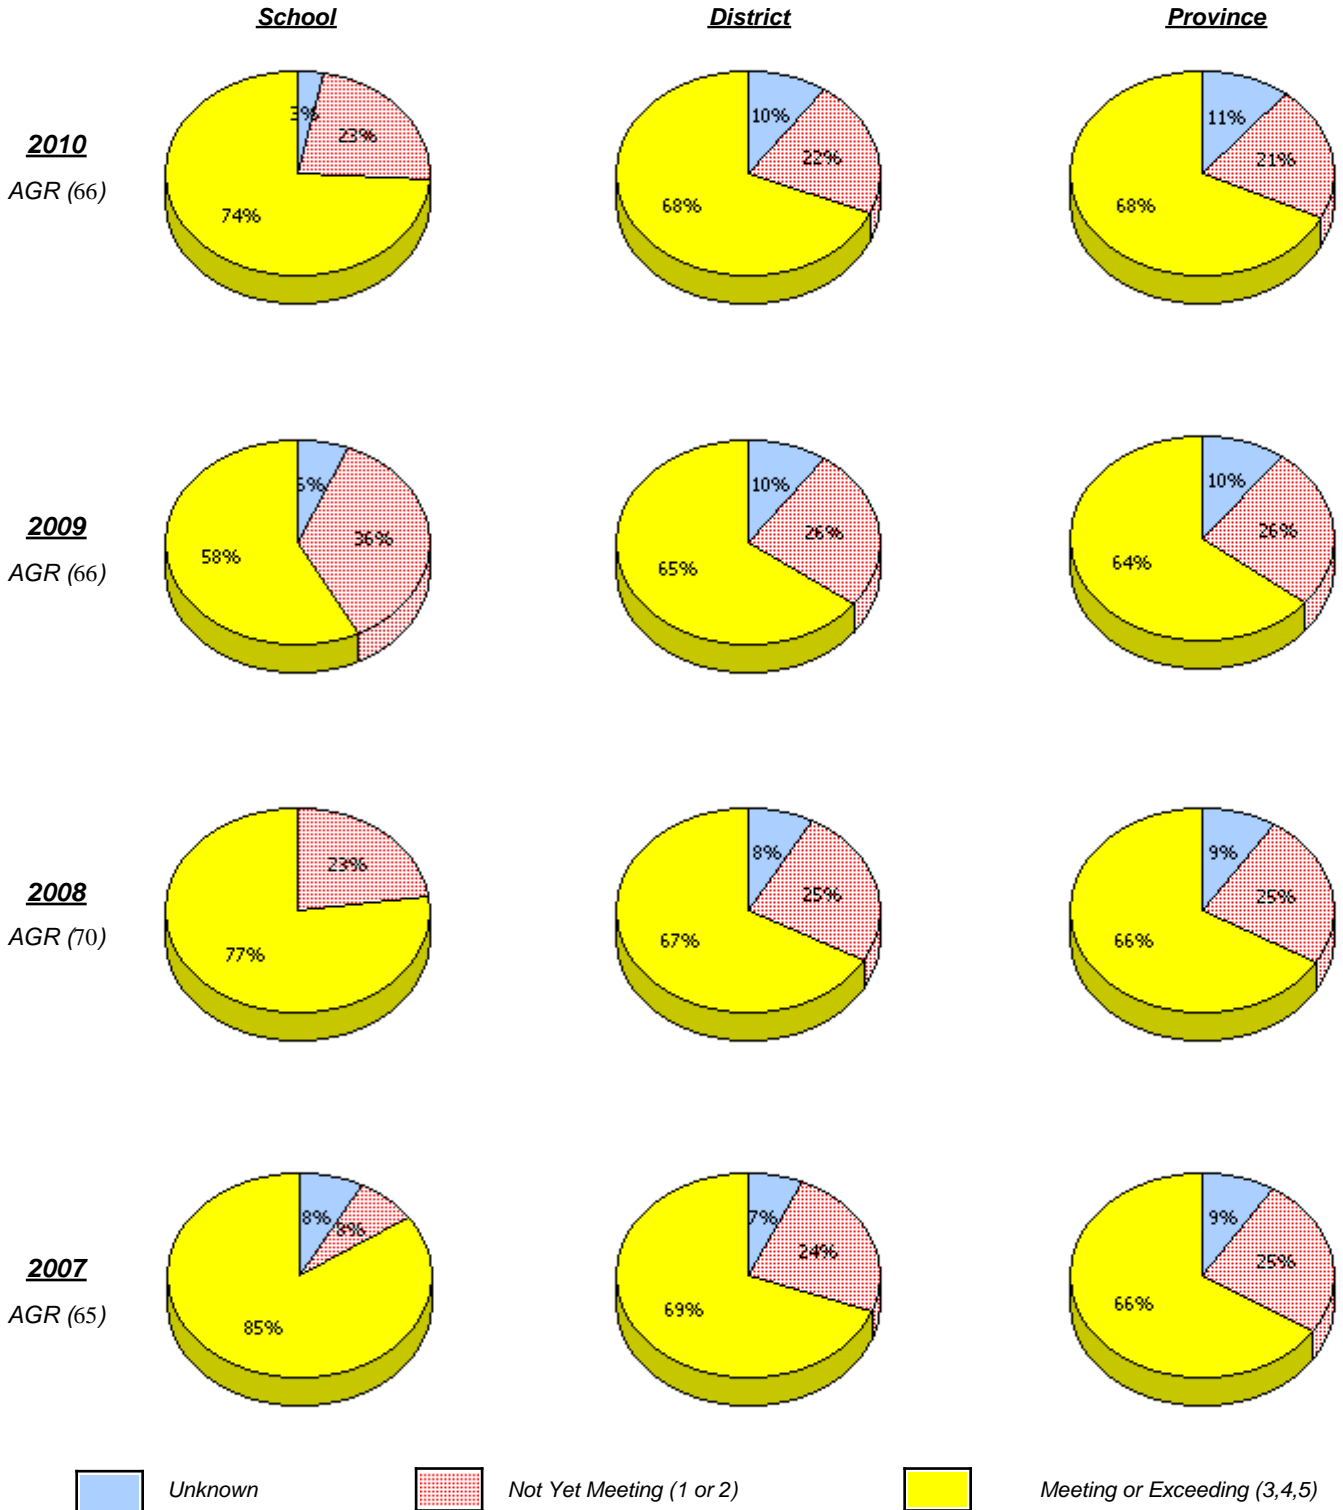 School District Province
3% 10% 11%
2010 23% 22% 21%
AGR (66) 74% 68% 68%
10% 10%
2009 58% 36% 65% 26% 64% 26%
AGR (66)
23% 8% 25% 9% 25%
2008
AGR (70) 77% 67% 66%
8% 8% 7% 24% 9% 25%
2007
AGR (65) 85% 69% 66%
Unknown Not Yet Meeting (1 or 2) Meeting or Exceeding (3,4,5)